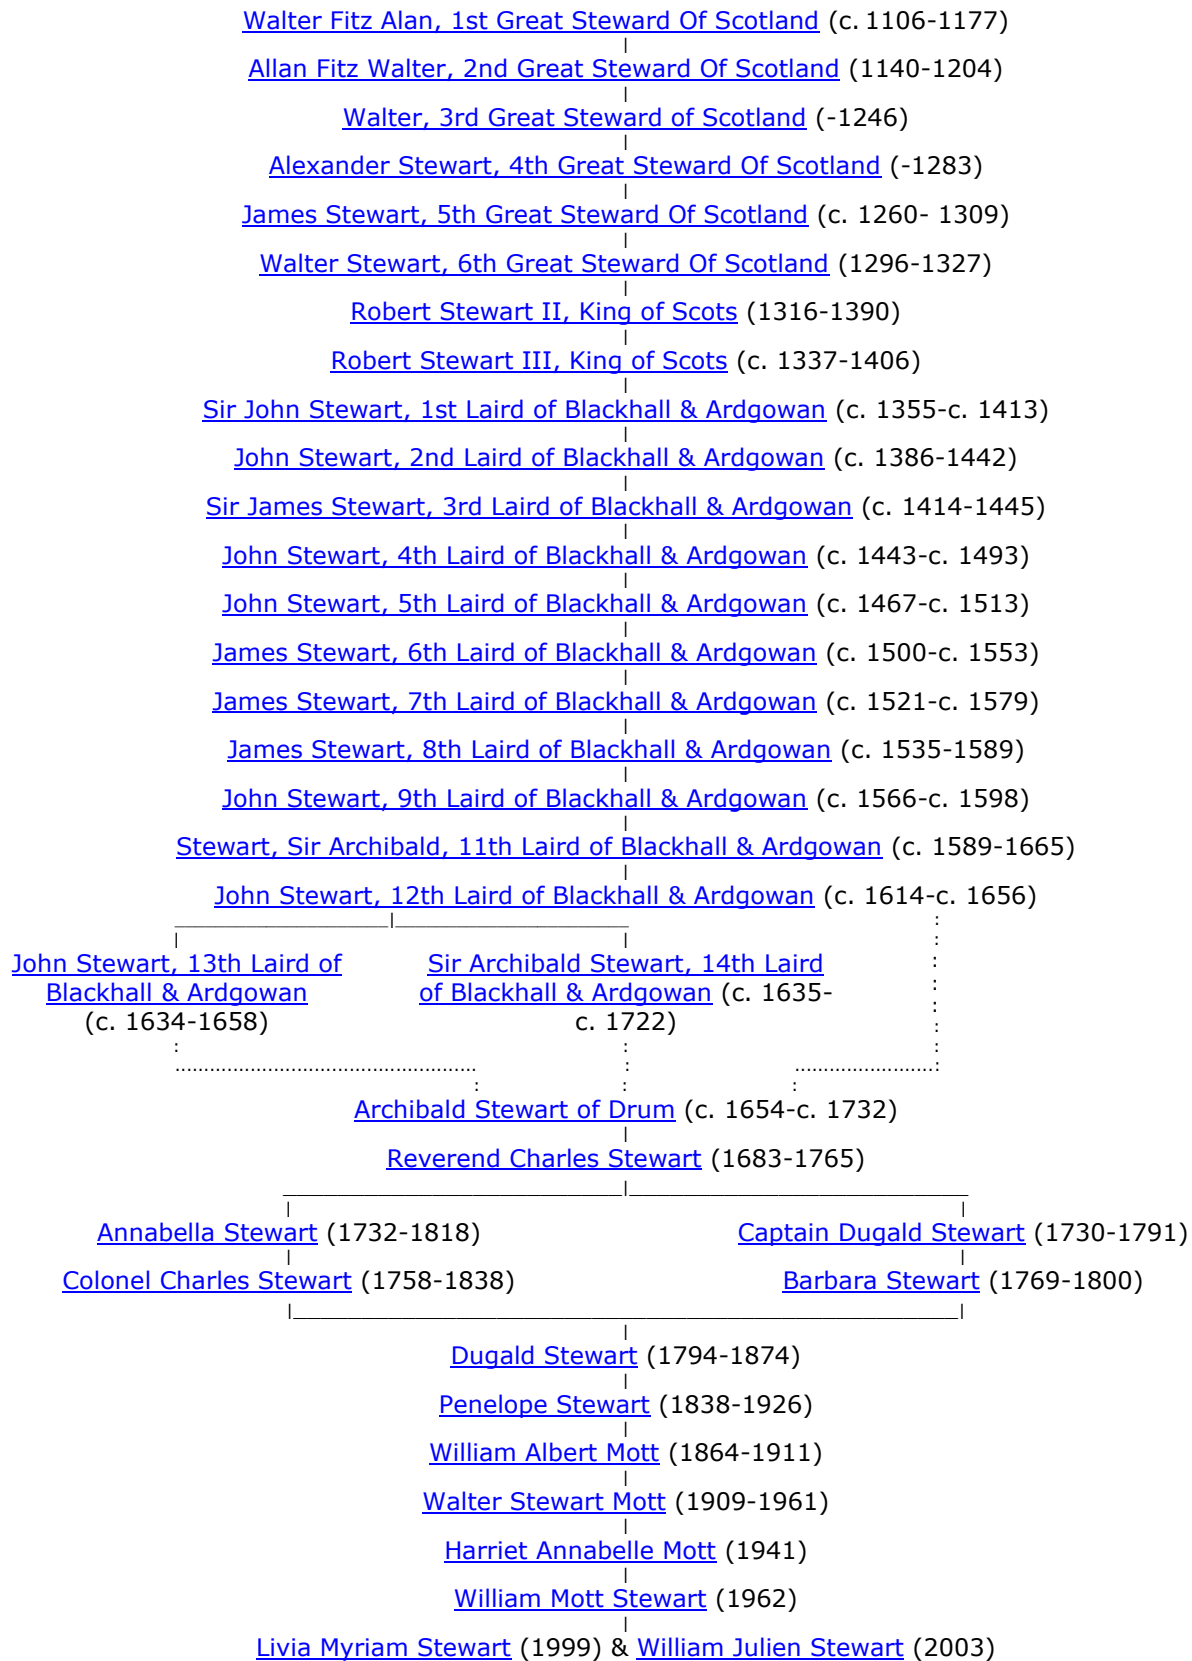 Walter Fitz Alan, 1st Great Steward Of Scotland (c. 1106-1177)
Allan Fitz Walter, 2nd Great Steward Of Scotland (1140-1204)
Walter, 3rd Great Steward of Scotland (-1246)
Alexander Stewart, 4th Great Steward Of Scotland (-1283)
James Stewart, 5th Great Steward Of Scotland (c. 1260- 1309)
Walter Stewart, 6th Great Steward Of Scotland (1296-1327)
Robert Stewart II, King of Scots (1316-1390)
Robert Stewart III, King of Scots (c. 1337-1406)
Sir John Stewart, 1st Laird of Blackhall & Ardgowan (c. 1355-c. 1413)
John Stewart, 2nd Laird of Blackhall & Ardgowan (c. 1386-1442)
Sir James Stewart, 3rd Laird of Blackhall & Ardgowan (c. 1414-1445)
John Stewart, 4th Laird of Blackhall & Ardgowan (c. 1443-c. 1493)
John Stewart, 5th Laird of Blackhall & Ardgowan (c. 1467-c. 1513)
James Stewart, 6th Laird of Blackhall & Ardgowan (c. 1500-c. 1553)
James Stewart, 7th Laird of Blackhall & Ardgowan (c. 1521-c. 1579)
James Stewart, 8th Laird of Blackhall & Ardgowan (c. 1535-1589)
John Stewart, 9th Laird of Blackhall & Ardgowan (c. 1566-c. 1598)
Stewart, Sir Archibald, 11th Laird of Blackhall & Ardgowan (c. 1589-1665)
John Stewart, 12th Laird of Blackhall & Ardgowan (c. 1614-c. 1656)
John Stewart, 13th Laird of
Blackhall & Ardgowan
(c. 1634-1658)
Sir Archibald Stewart, 14th Laird
of Blackhall & Ardgowan (c. 1635-
c. 1722)
Archibald Stewart of Drum (c. 1654-c. 1732)
Reverend Charles Stewart (1683-1765)
Annabella Stewart (1732-1818)
Captain Dugald Stewart (1730-1791)
Colonel Charles Stewart (1758-1838)
Barbara Stewart (1769-1800)
Dugald Stewart (1794-1874)
Penelope Stewart (1838-1926)
William Albert Mott (1864-1911)
Walter Stewart Mott (1909-1961)
Harriet Annabelle Mott (1941)
William Mott Stewart (1962)
Livia Myriam Stewart (1999) & William Julien Stewart (2003)